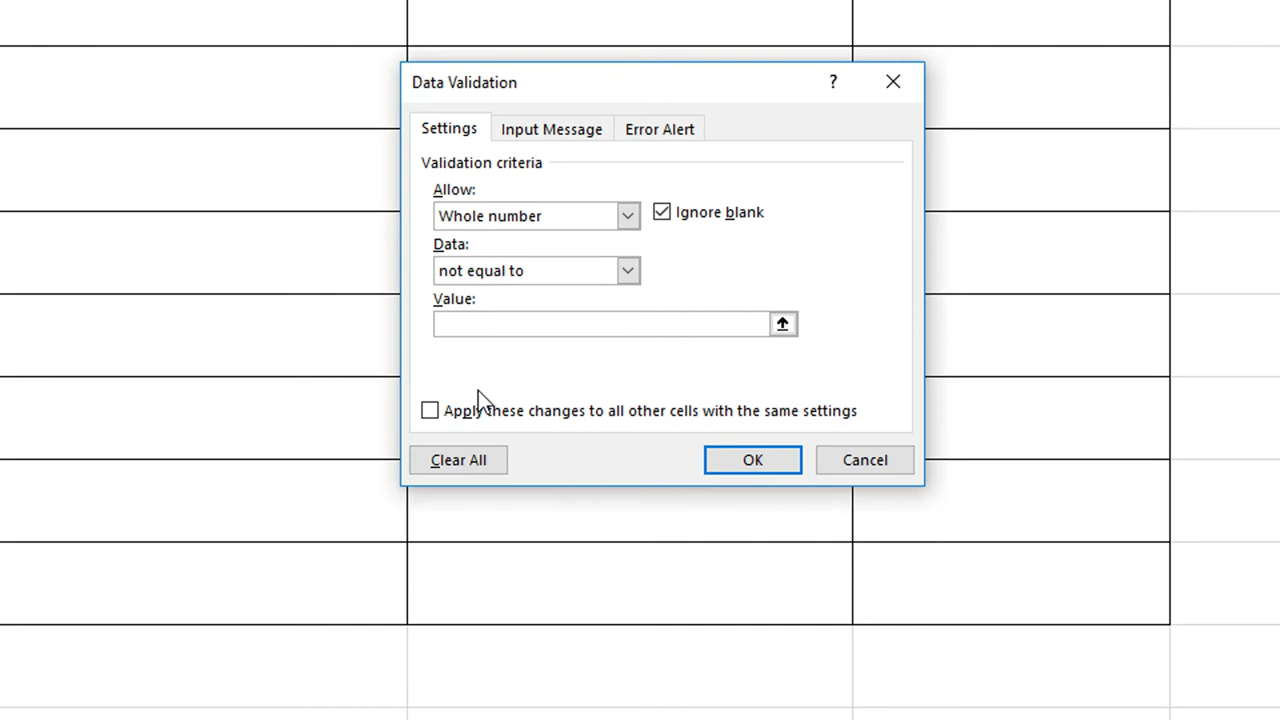 Data Validation
?
Settings
Input Message
Error Alert
Validation criteria
Allow:
Whole number
Ignore blank
Data:
not equal to
Value:
Apply these changes to all other cells with the same settings
Clear All
OK
Cancel